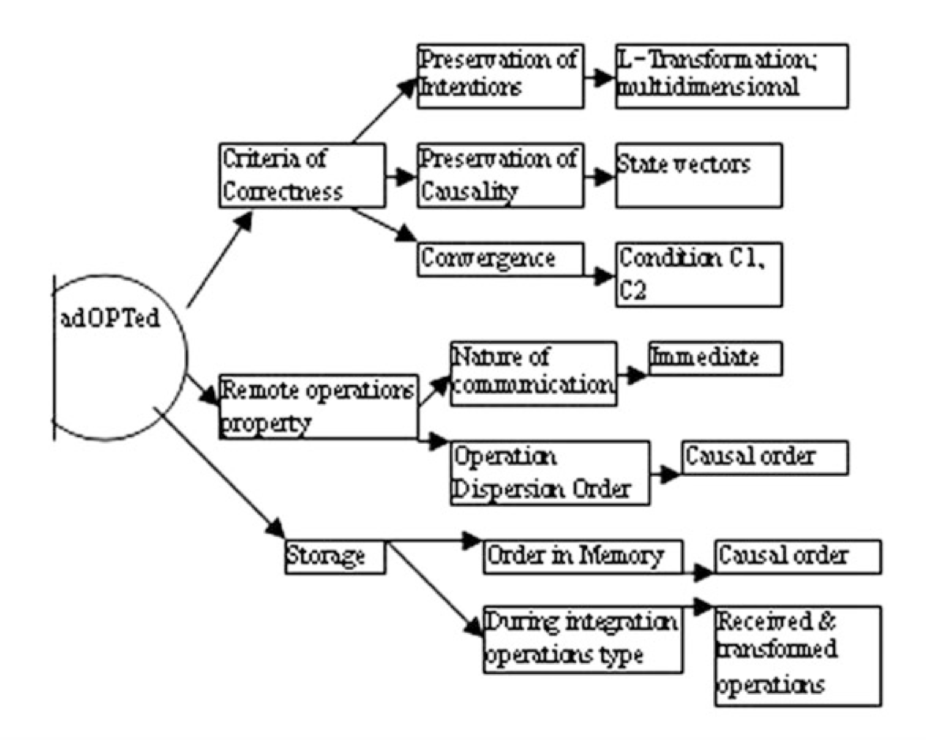 Preservation of
Intentions
L-Transformation;
multidimensional
Criteria of
Correctness
Preservation of
Causality
State vectors
Convergence
Condition C1,
C2
adOPTed
Nature of
communication
Immediate
Remote operations
property
Operation
Dispersion Order
Causal order
Storage
Order in Memory
Causal order
During integration
operations type
Received &
transformed
operations